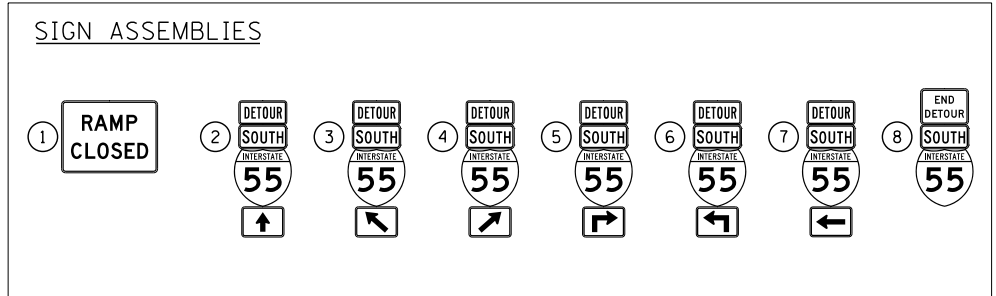 SIGN ASSEMBLIES
1
RAMP
CLOSED
2
DETOUR
SOUTH
INTERSTATE
55
3
DETOUR
SOUTH
INTERSTATE
55
4
DETOUR
SOUTH
INTERSTATE
55
5
DETOUR
SOUTH
INTERSTATE
55
6
DETOUR
SOUTH
INTERSTATE
55
7
DETOUR
SOUTH
INTERSTATE
55
8
END
DETOUR
SOUTH
INTERSTATE
55